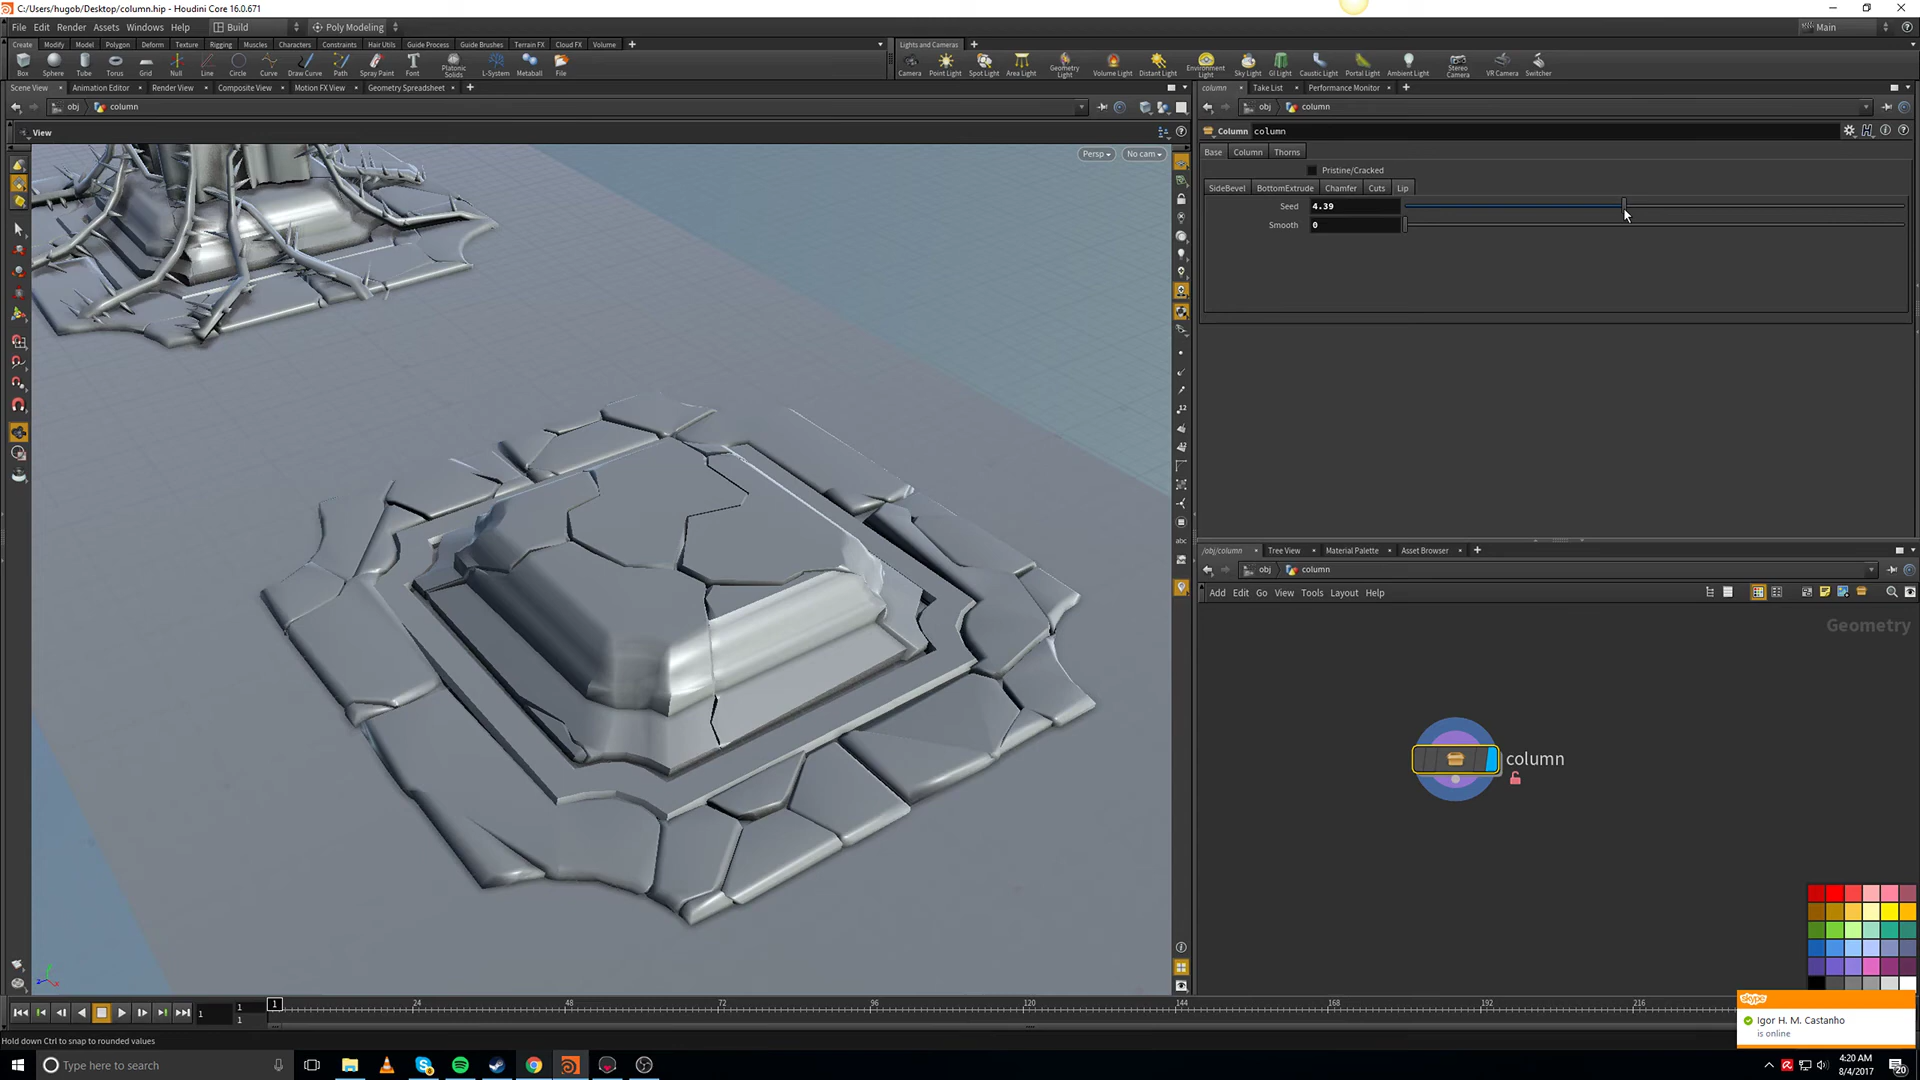 C:/Users/hugob/Desktop/column.hip - Houdini Core 16.0.671
File Edit Render Assets Windows Help Build Poly Modeling Main
Create Modify Model Polygon Deform Texture Rigging Muscles Characters Constraints Hair Utils Guide Process Guide Brushes Terrain FX Cloud FX Volume
Lights and Cameras
Box Sphere Tube Torus Grid Null Line Circle Curve Draw Curve Path Spray Paint Font Platonic Solids L-System Metaball File
Camera Point Light Spot Light Area Light Geometry Light Volume Light Distant Light Environment Light Sky Light GI Light Caustic Light Portal Light Ambient Light Stereo Camera VR Camera Switcher
Scene View Animation Editor Render View Composite View Motion FX View Geometry Spreadsheet
column Take List Performance Monitor
obj column
obj column
View
Persp No cam
Column column
Base Column Thorns
Pristine/Cracked
SideBevel BottomExtrude Chamfer Cuts Lip
Seed 4.39
Smooth 0
/obj/column Tree View Material Palette Asset Browser
obj column
Add Edit Go View Tools Layout Help
Geometry
column
abc
12
1 1 1
1 24 48 72 96 120 144 168 192 216
Hold down Ctrl to snap to rounded values
skype
Igor H. M. Castanho
is online
Type here to search
4:20 AM
8/4/2017
20